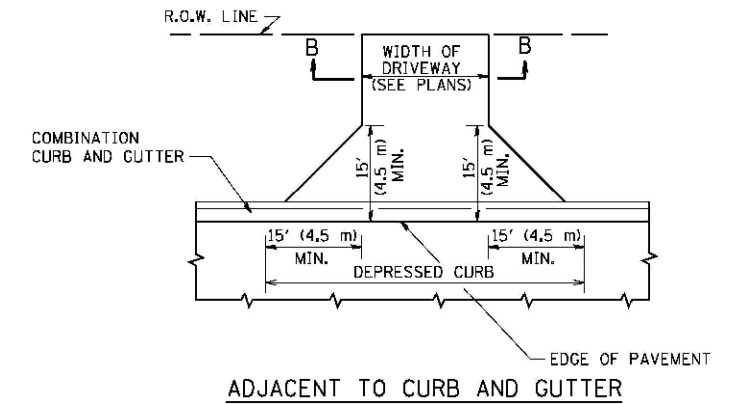 R.O.W. LINE
B
B
WIDTH OF
DRIVEWAY
(SEE PLANS)
COMBINATION
CURB AND GUTTER
15'
(4.5 m)
MIN.
15'
(4.5 m)
MIN.
15' (4.5 m)
MIN.
15' (4.5 m)
MIN.
DEPRESSED CURB
EDGE OF PAVEMENT
ADJACENT TO CURB AND GUTTER